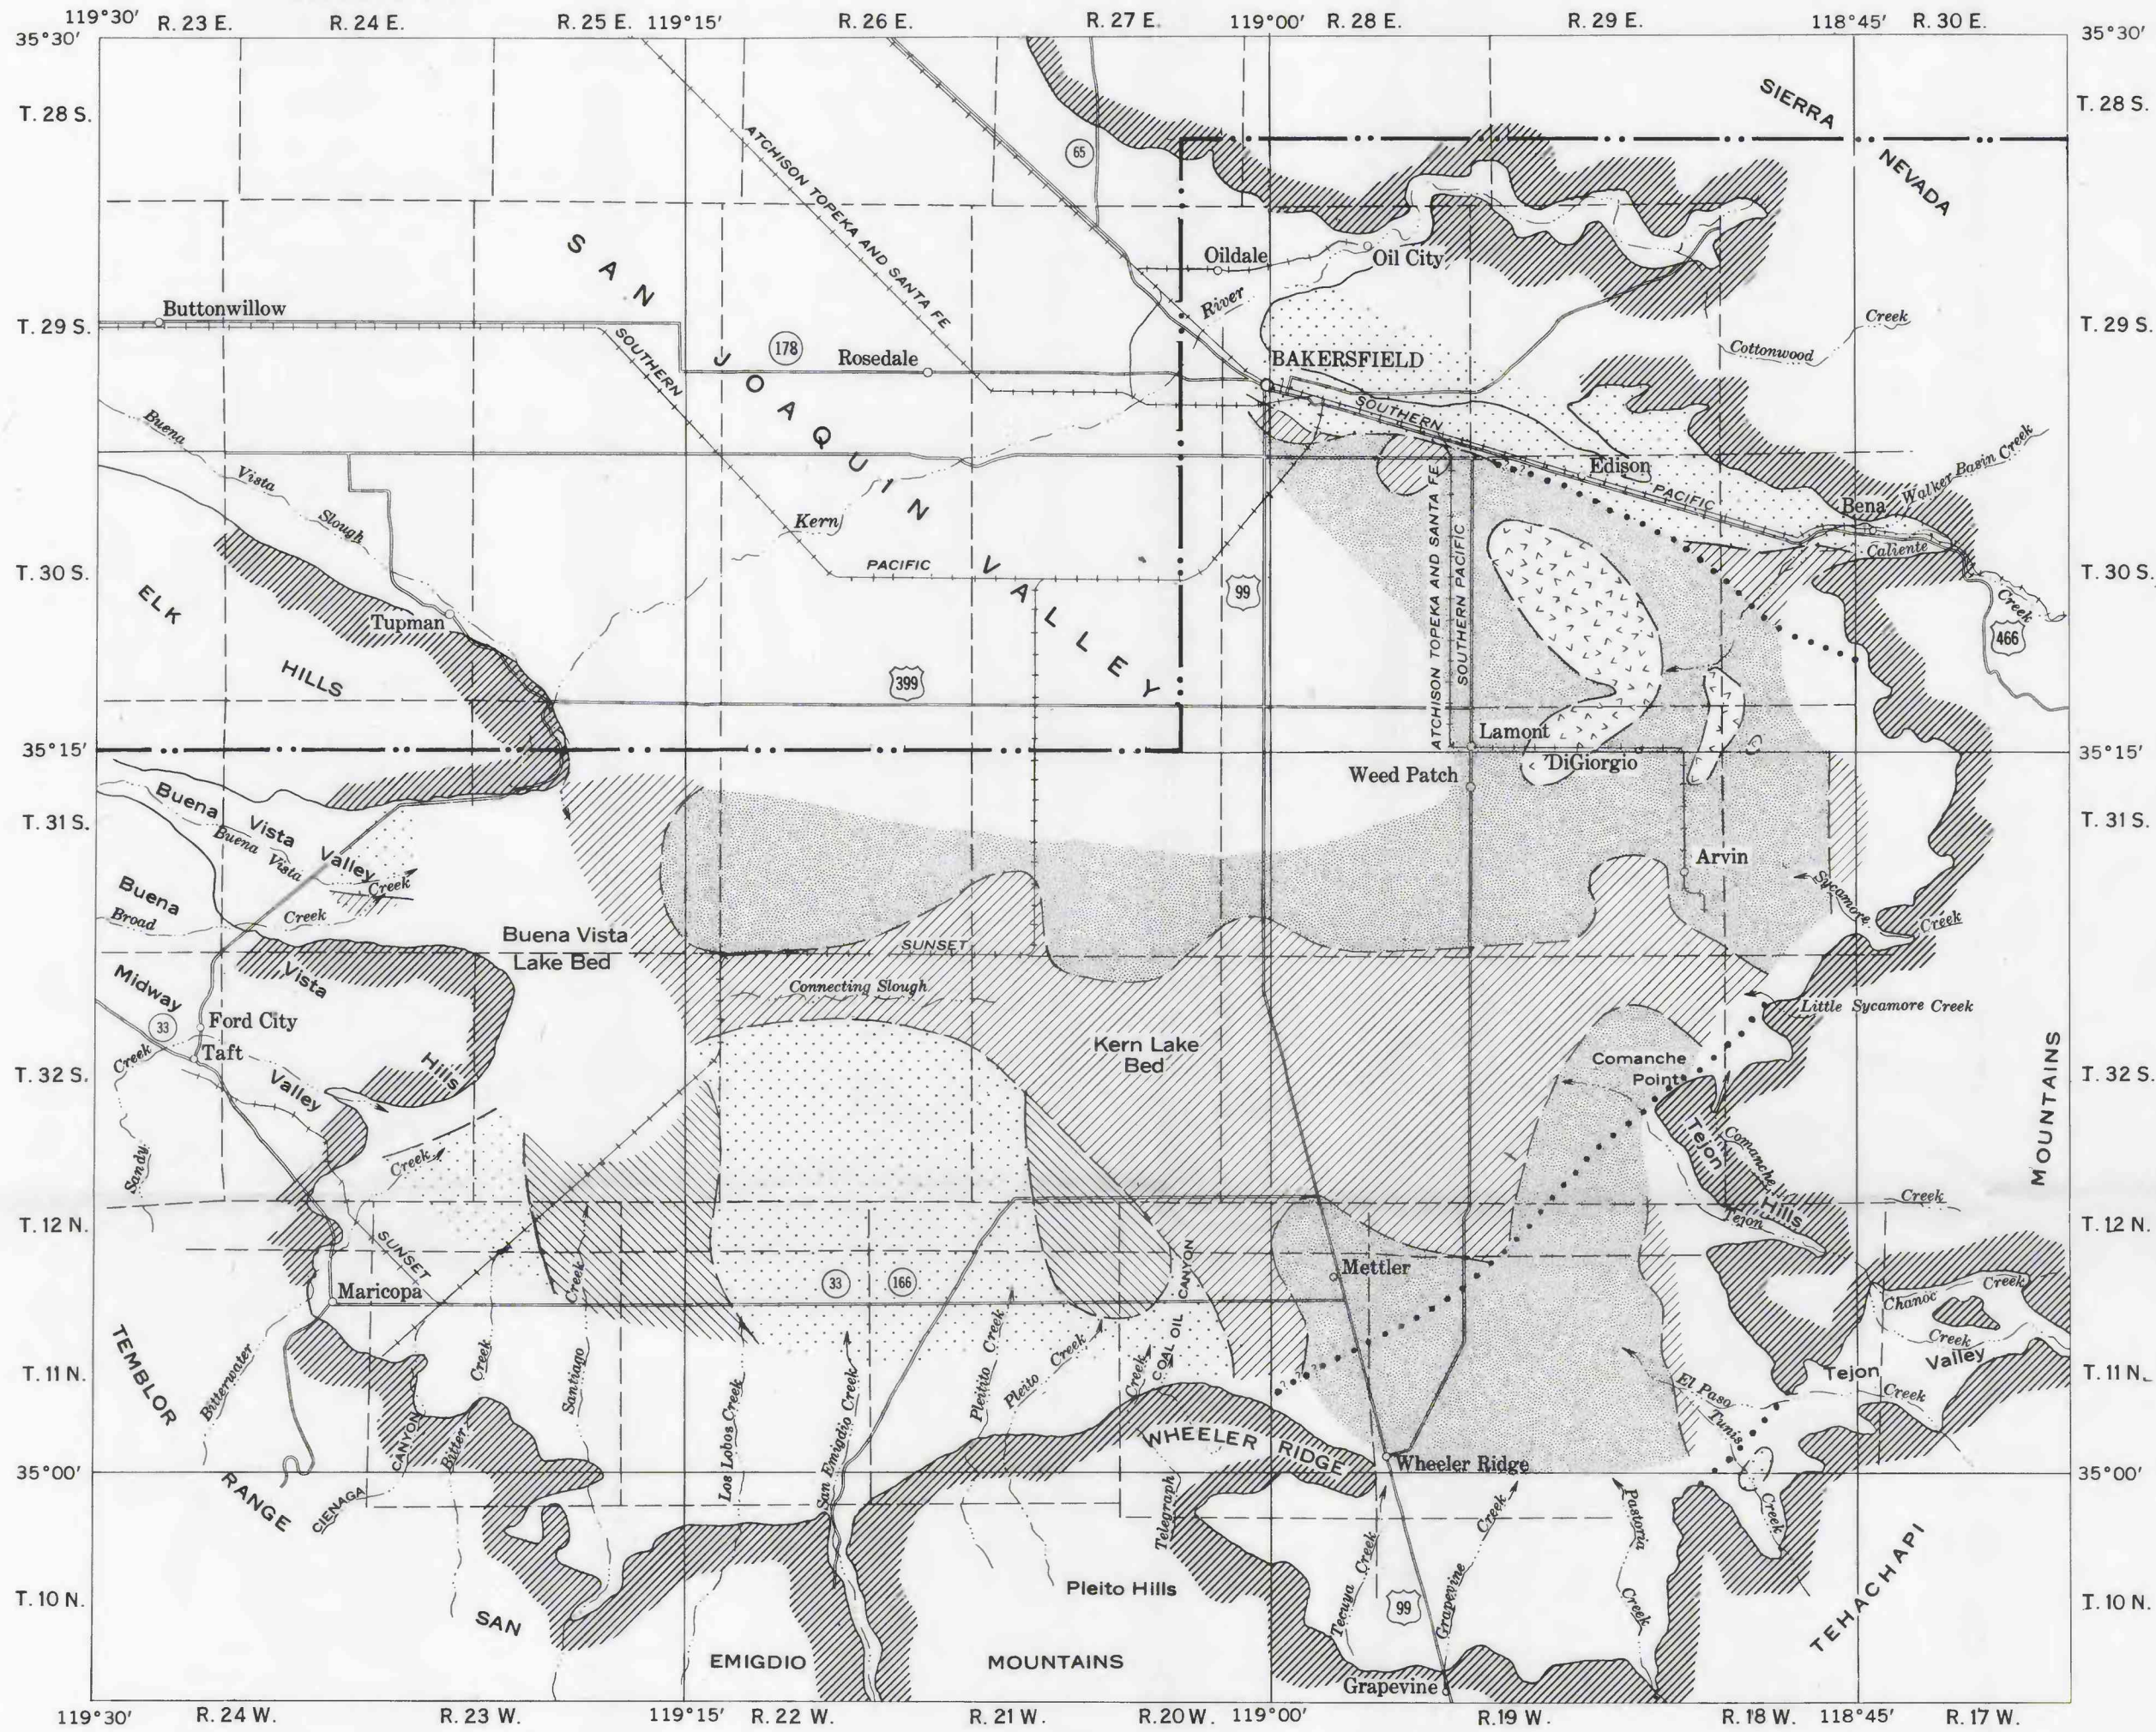 119°30′ R. 23 E. R. 24 E. R. 25 E. 119°15′ R. 26 E. R. 27 E. 119°00′ R. 28 E. R. 29 E. 118°45′ R. 30 E.
35°30′ 35°30′
T. 28 S. T. 28 S.
SIERRA
NEVADA
65
ATCHISON TOPEKA AND SANTA FE
SAN
JOAQUIN
VALLEY
Oildale
Oil City
River
Buttonwillow
T. 29 S. T. 29 S.
Creek
Cottonwood
SOUTHERN
178
Rosedale
BAKERSFIELD
SOUTHERN
Buena
Vista
Slough
Edison
PACIFIC
Walker Basin Creek
Bena
Caliente
Creek
Kern
ATCHISON TOPEKA AND SANTA FE
SOUTHERN PACIFIC
T. 30 S. T. 30 S.
PACIFIC
99
466
ELK
HILLS
Tupman
399
35°15′ 35°15′
Lamont
DiGiorgio
Weed Patch
T. 31 S. T. 31 S.
Buena
Vista
Valley
Buena Vista
Creek
Arvin
Sycamore
Creek
Buena
Broad
Creek
Vista
Hills
Buena Vista
Lake Bed
SUNSET
Connecting Slough
Midway
Valley
33
Ford City
Taft
Creek
Sandy
Little Sycamore Creek
Kern Lake
Bed
Comanche
Point
T. 32 S. T. 32 S.
MOUNTAINS
Tejon
Hills
Comanche
Creek
Tejon
Creek
T. 12 N. T. 12 N.
SUNSET
Creek
Mettler
CANYON
COAL OIL
33 166
Maricopa
Chanoc
Creek
Creek
Tejon
Valley
Creek
TEMBLOR
RANGE
Bitterwater
Creek
Bitter
Santiago
Los Lobos Creek
San Emigdio Creek
Pleitito Creek
Pleito Creek
Creek
Telegraph
T. 11 N. T. 11 N.
El Paso
Tunis
Creek
CANYON
CIENAGA
WHEELER RIDGE
Wheeler Ridge
35°00′ 35°00′
Tecuya Creek
Grapevine Creek
Pastoria
Creek
Pleito Hills
99
T. 10 N. T. 10 N.
SAN
EMIGDIO
MOUNTAINS
TEHACHAPI
Grapevine
119°30′ R. 24 W. R. 23 W. 119°15′ R. 22 W. R. 21 W. R. 20 W. 119°00′ R. 19 W. R. 18 W. 118°45′ R. 17 W.